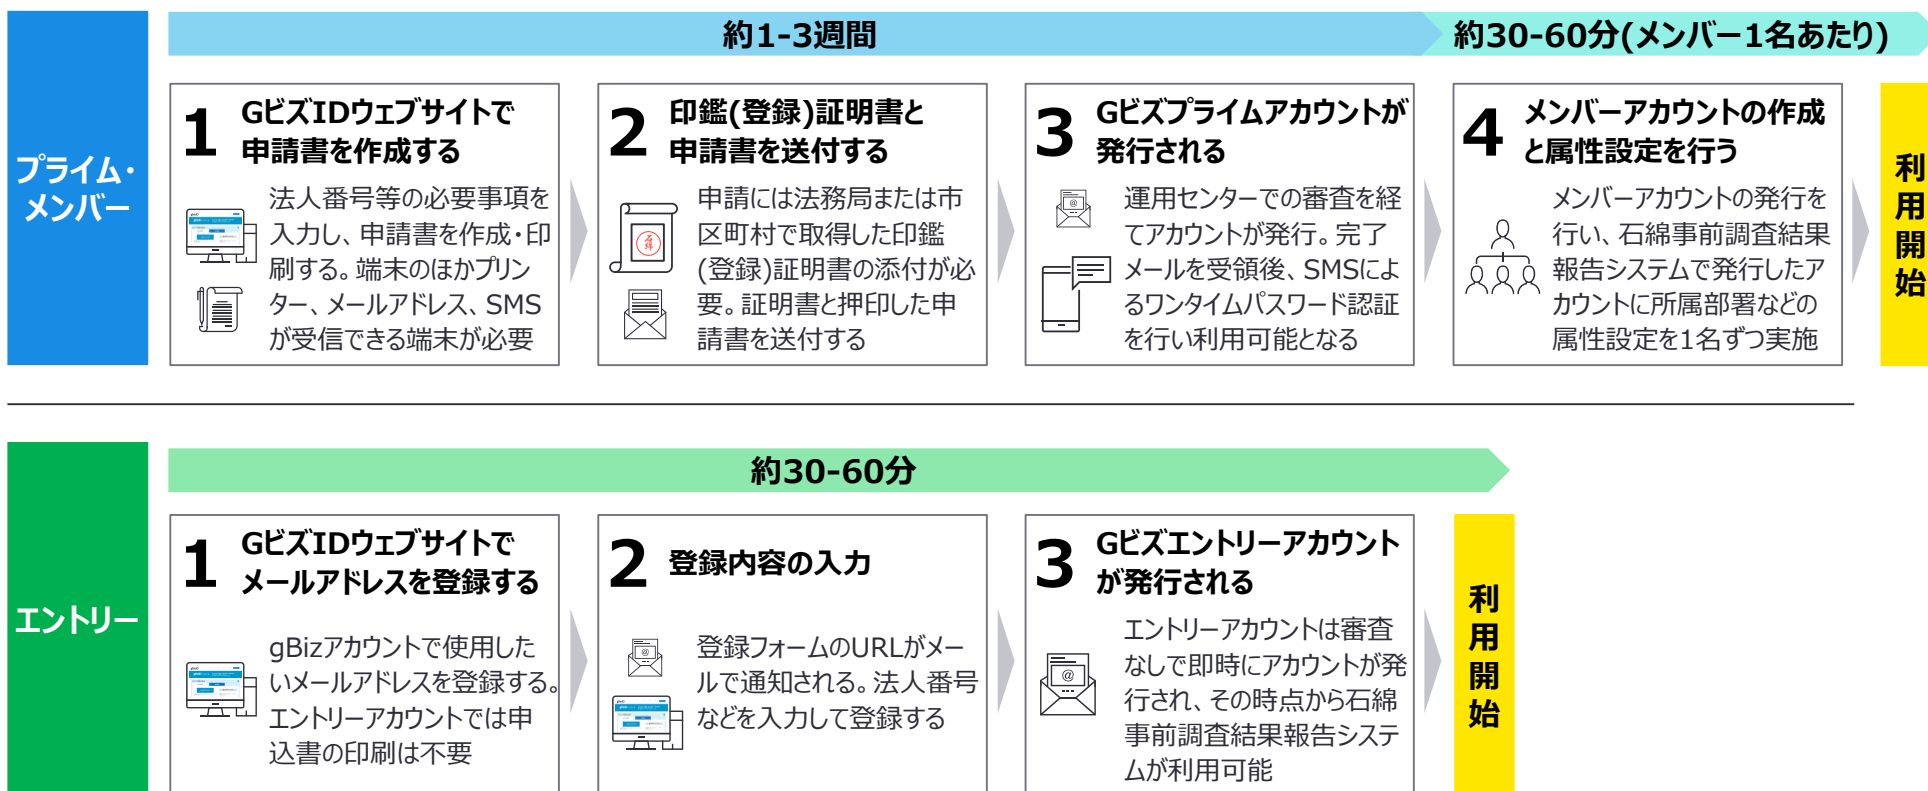 プライム・
メンバー
約1-3週間
約30-60分(メンバー1名あたり)
1
GビズIDウェブサイトで
申請書を作成する
法人番号等の必要事項を
入力し、申請書を作成・印
刷する。端末のほかプリン
ター、メールアドレス、SMS
が受信できる端末が必要
2
印鑑(登録)証明書と
申請書を送付する
申請には法務局または市
区町村で取得した印鑑
(登録)証明書の添付が必
要。証明書と押印した申
請書を送付する
3
Gビズプライムアカウントが
発行される
運用センターでの審査を経
てアカウントが発行。完了
メールを受領後、SMSによ
るワンタイムパスワード認証
を行い利用可能となる
4
メンバーアカウントの作成
と属性設定を行う
メンバーアカウントの発行を
行い、石綿事前調査結果
報告システムで発行したア
カウントに所属部署などの
属性設定を1名ずつ実施
利用開始
エントリー
約30-60分
1
GビズIDウェブサイトで
メールアドレスを登録する
gBizアカウントで使用した
いメールアドレスを登録する。
エントリーアカウントでは申
込書の印刷は不要
2
登録内容の入力
登録フォームのURLがメー
ルで通知される。法人番号
などを入力して登録する
3
Gビズエントリーアカウント
が発行される
エントリーアカウントは審査
なしで即時にアカウントが発
行され、その時点から石綿
事前調査結果報告システ
ムが利用可能
利用開始